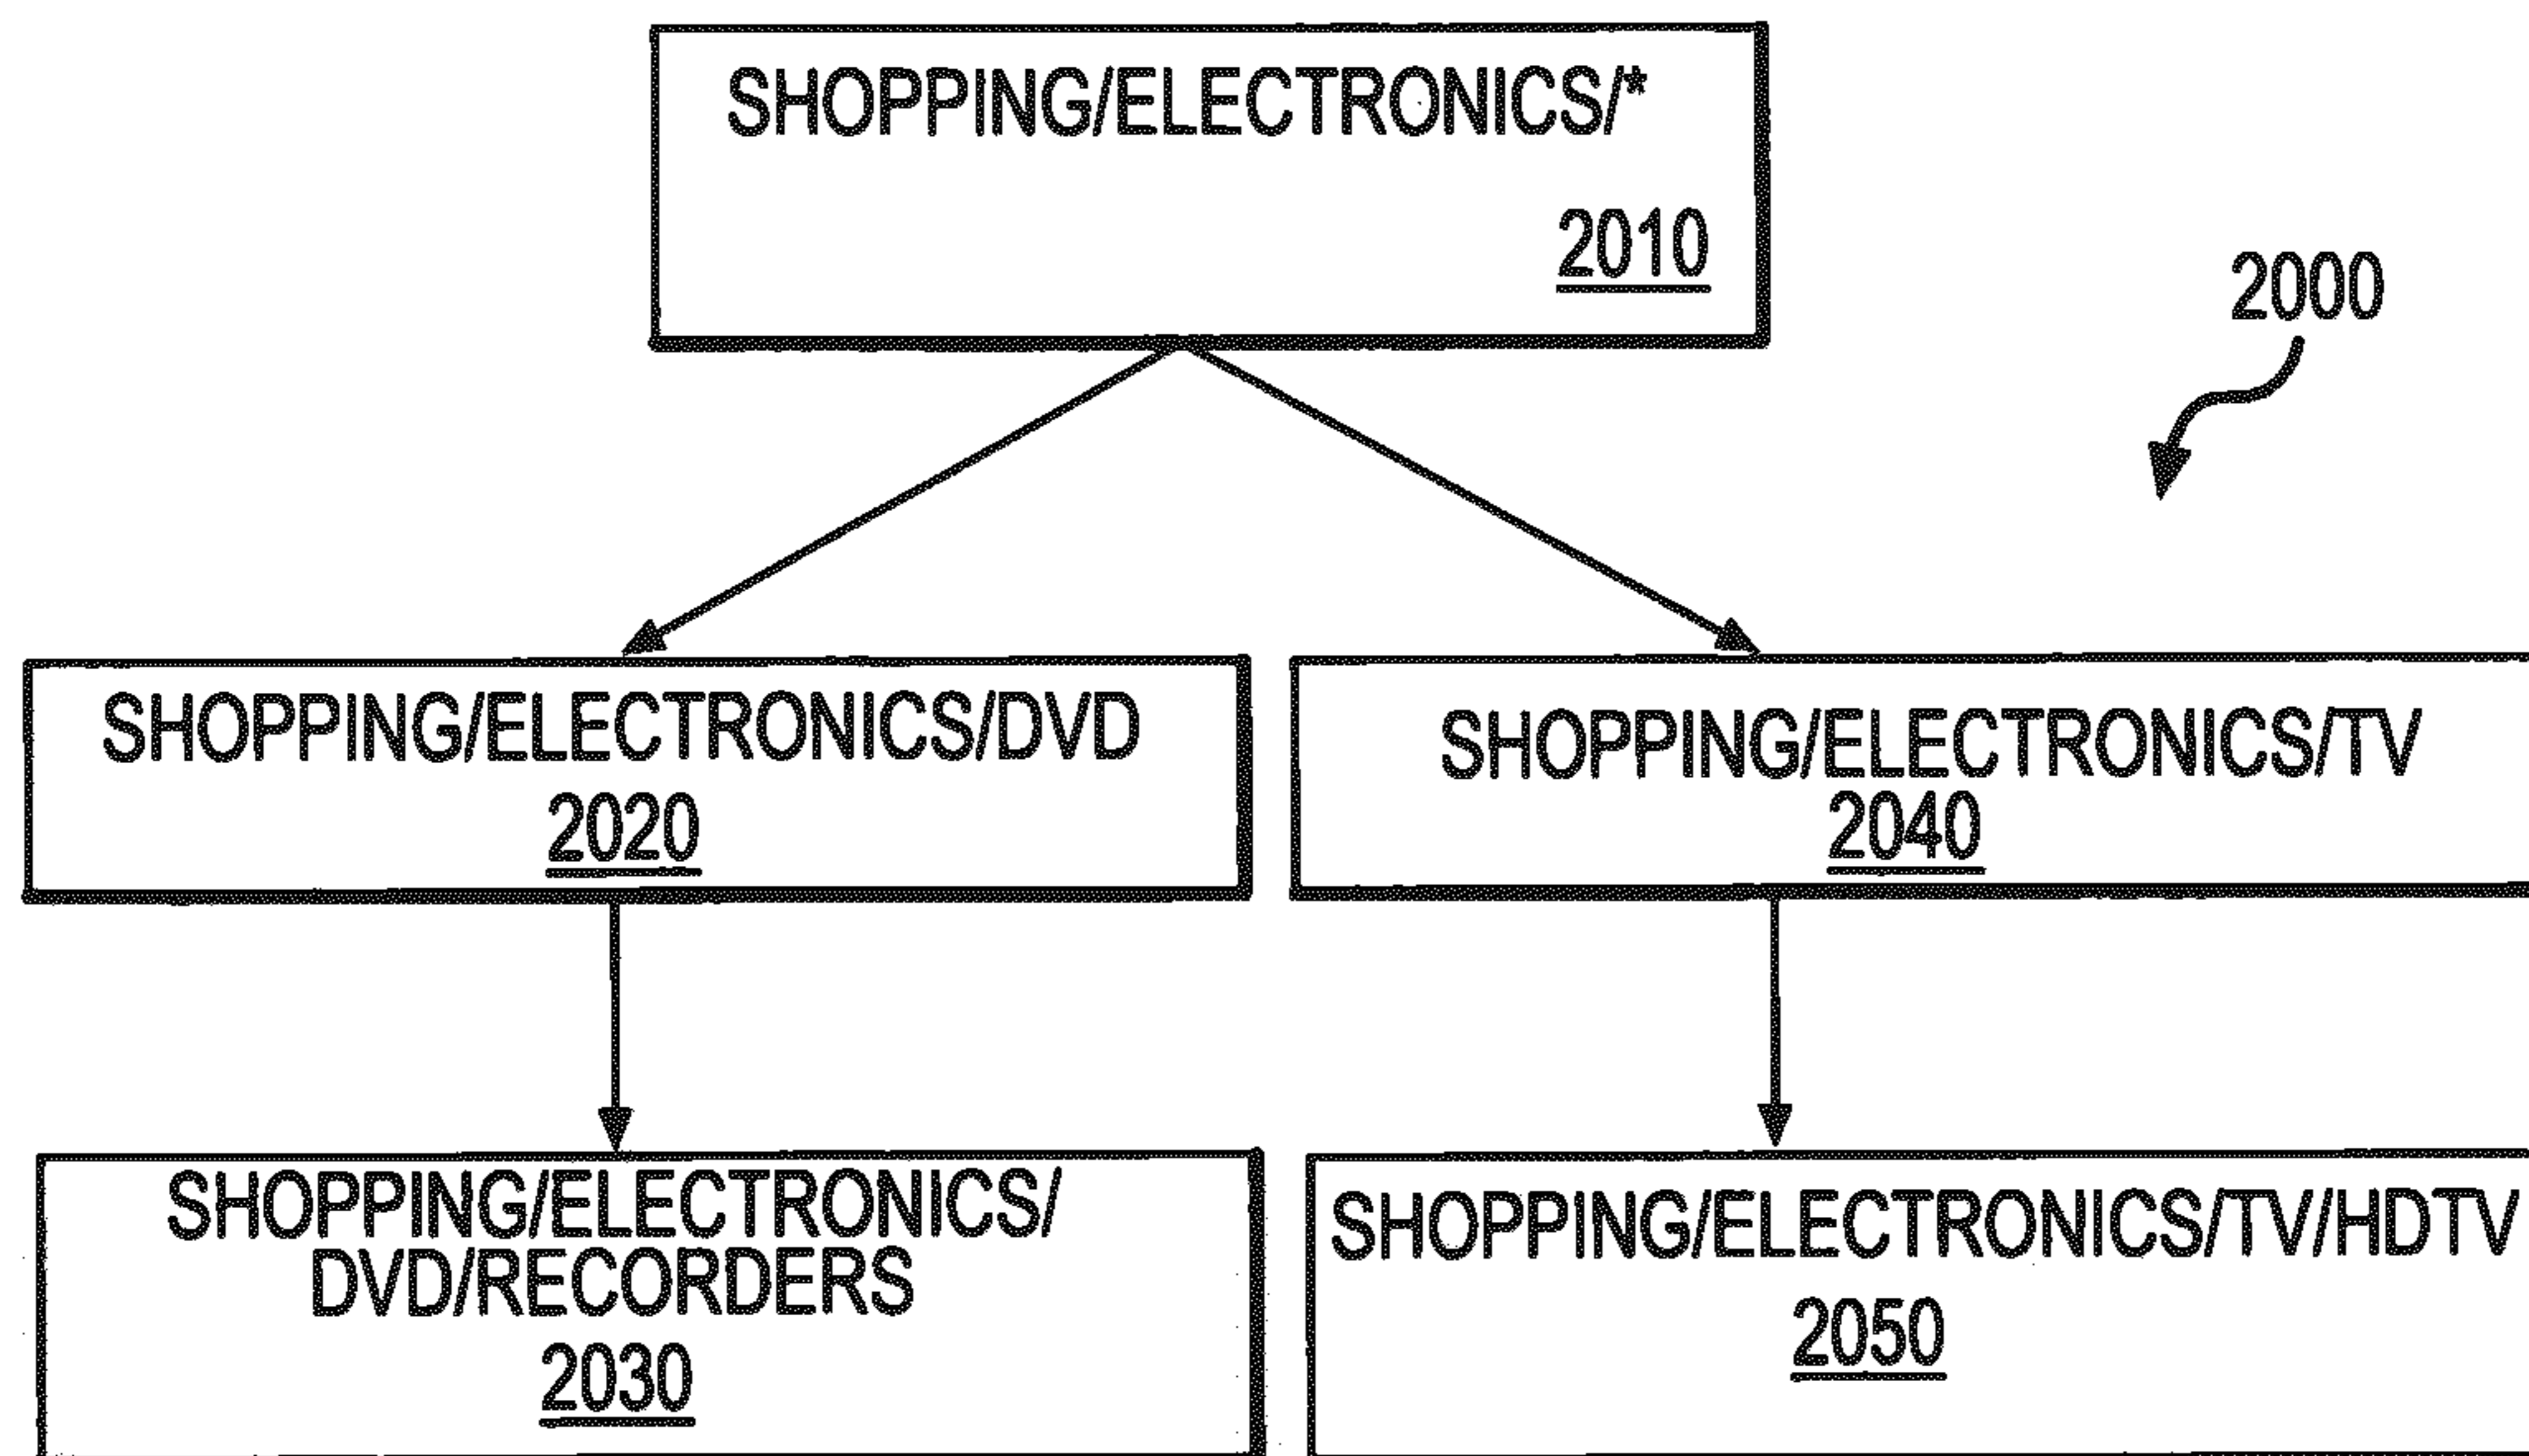 SHOPPING/ELECTRONICS/*
2010
2000
SHOPPING/ELECTRONICS/DVD
2020
SHOPPING/ELECTRONICS/TV
2040
SHOPPING/ELECTRONICS/
DVD/RECORDERS
2030
SHOPPING/ELECTRONICS/TV/HDTV
2050